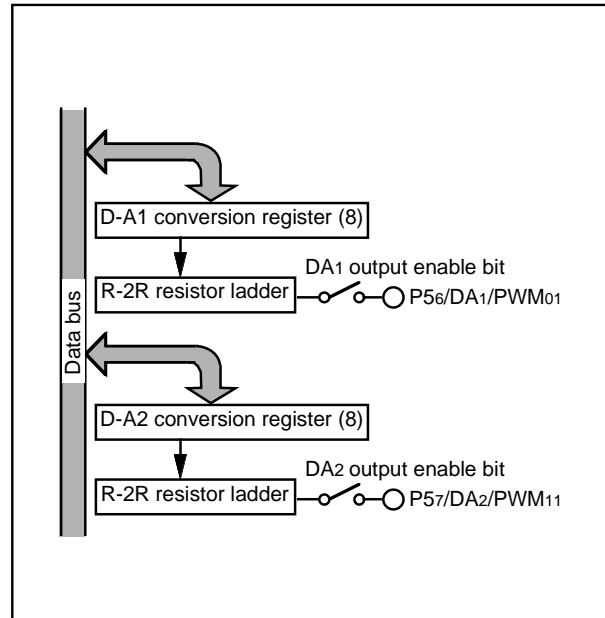 D-A1 conversion register (8)
DA1 output enable bit
R-2R resistor ladder
P56/DA1/PWM01
Data bus
D-A2 conversion register (8)
DA2 output enable bit
R-2R resistor ladder
P57/DA2/PWM11